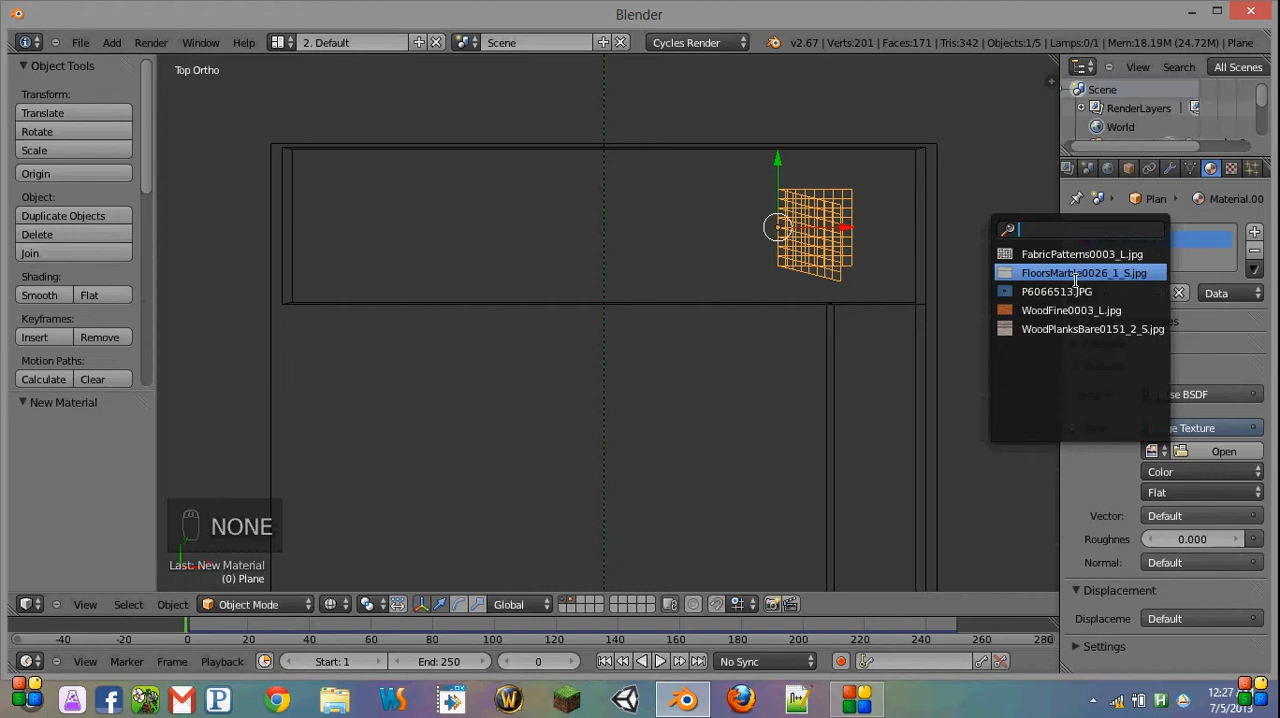 Blender
File Add Render Window Help 2. Default Scene Cycles Render v2.67 | Verts:201 | Faces:171 | Tris:342 | Objects:1/5 | Lamps:0/1 | Mem:18.19M (24.72M) | Plane
Object Tools
Transform:
Translate
Rotate
Scale
Origin
Object:
Duplicate Objects
Delete
Join
Shading:
Smooth Flat
Keyframes:
Insert Remove
Motion Paths:
Calculate Clear
New Material
Top Ortho
NONE
Last: New Material
(0) Plane
View Search All Scenes
Scene
RenderLayers |
World
Plan Material.00
FabricPatterns0003_L.jpg
FloorsMarble0026_1_S.jpg
P6066513.JPG
WoodFine0003_L.jpg
WoodPlanksBare0151_2_S.jpg
Data
se BSDF
ge Texture
Open
Color
Flat
Vector: Default
Roughnes 0.000
Normal: Default
Displacement
Displaceme Default
Settings
View Select Object Object Mode Global
-40 -20 0 20 40 60 80 100 120 140 160 180 200 220 240 260 280
View Marker Frame Playback Start: 1 End: 250 0 No Sync
12:27
7/5/2013